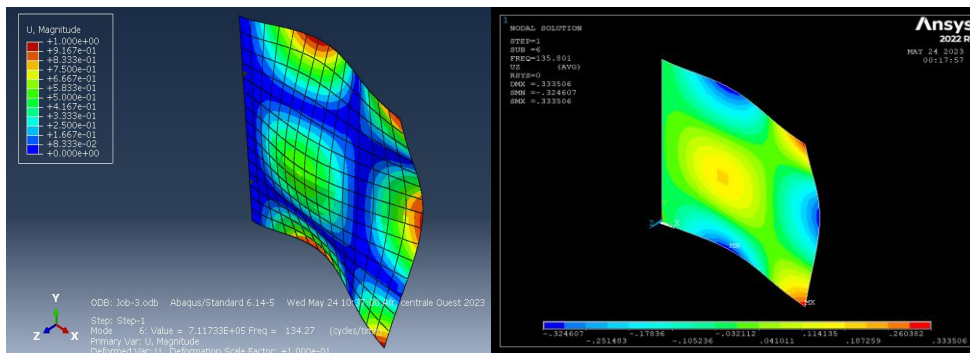 U, Magnitude
+1.000e+00
+9.167e-01
+8.333e-01
+7.500e-01
+6.667e-01
+5.833e-01
+5.000e-01
+4.167e-01
+3.333e-01
+2.500e-01
+1.667e-01
+8.333e-02
+0.000e+00
Y
Z X
ODB: Job-3.odb Abaqus/Standard 6.14-5 Wed May 24 centrale Ouest 2023
Step: Step-1
Mode 6: Value = 7.11733E+05 Freq = 134.27 (cycles/time)
Primary Var: U, Magnitude
Deformed Var: U Deformation Scale Factor: +1.000e-01
1
NODAL SOLUTION
STEP=1
SUB =6
FREQ=135.801
UZ (AVG)
RSYS=0
DMX =.333506
SMN =-.324607
SMX =.333506
Ansys
2022 R
MAY 24 2023
00:17:57
MN
MX
-.324607 -.17836 -.032112 .114135 .260382
-.251483 -.105236 .041011 .187259 .333506